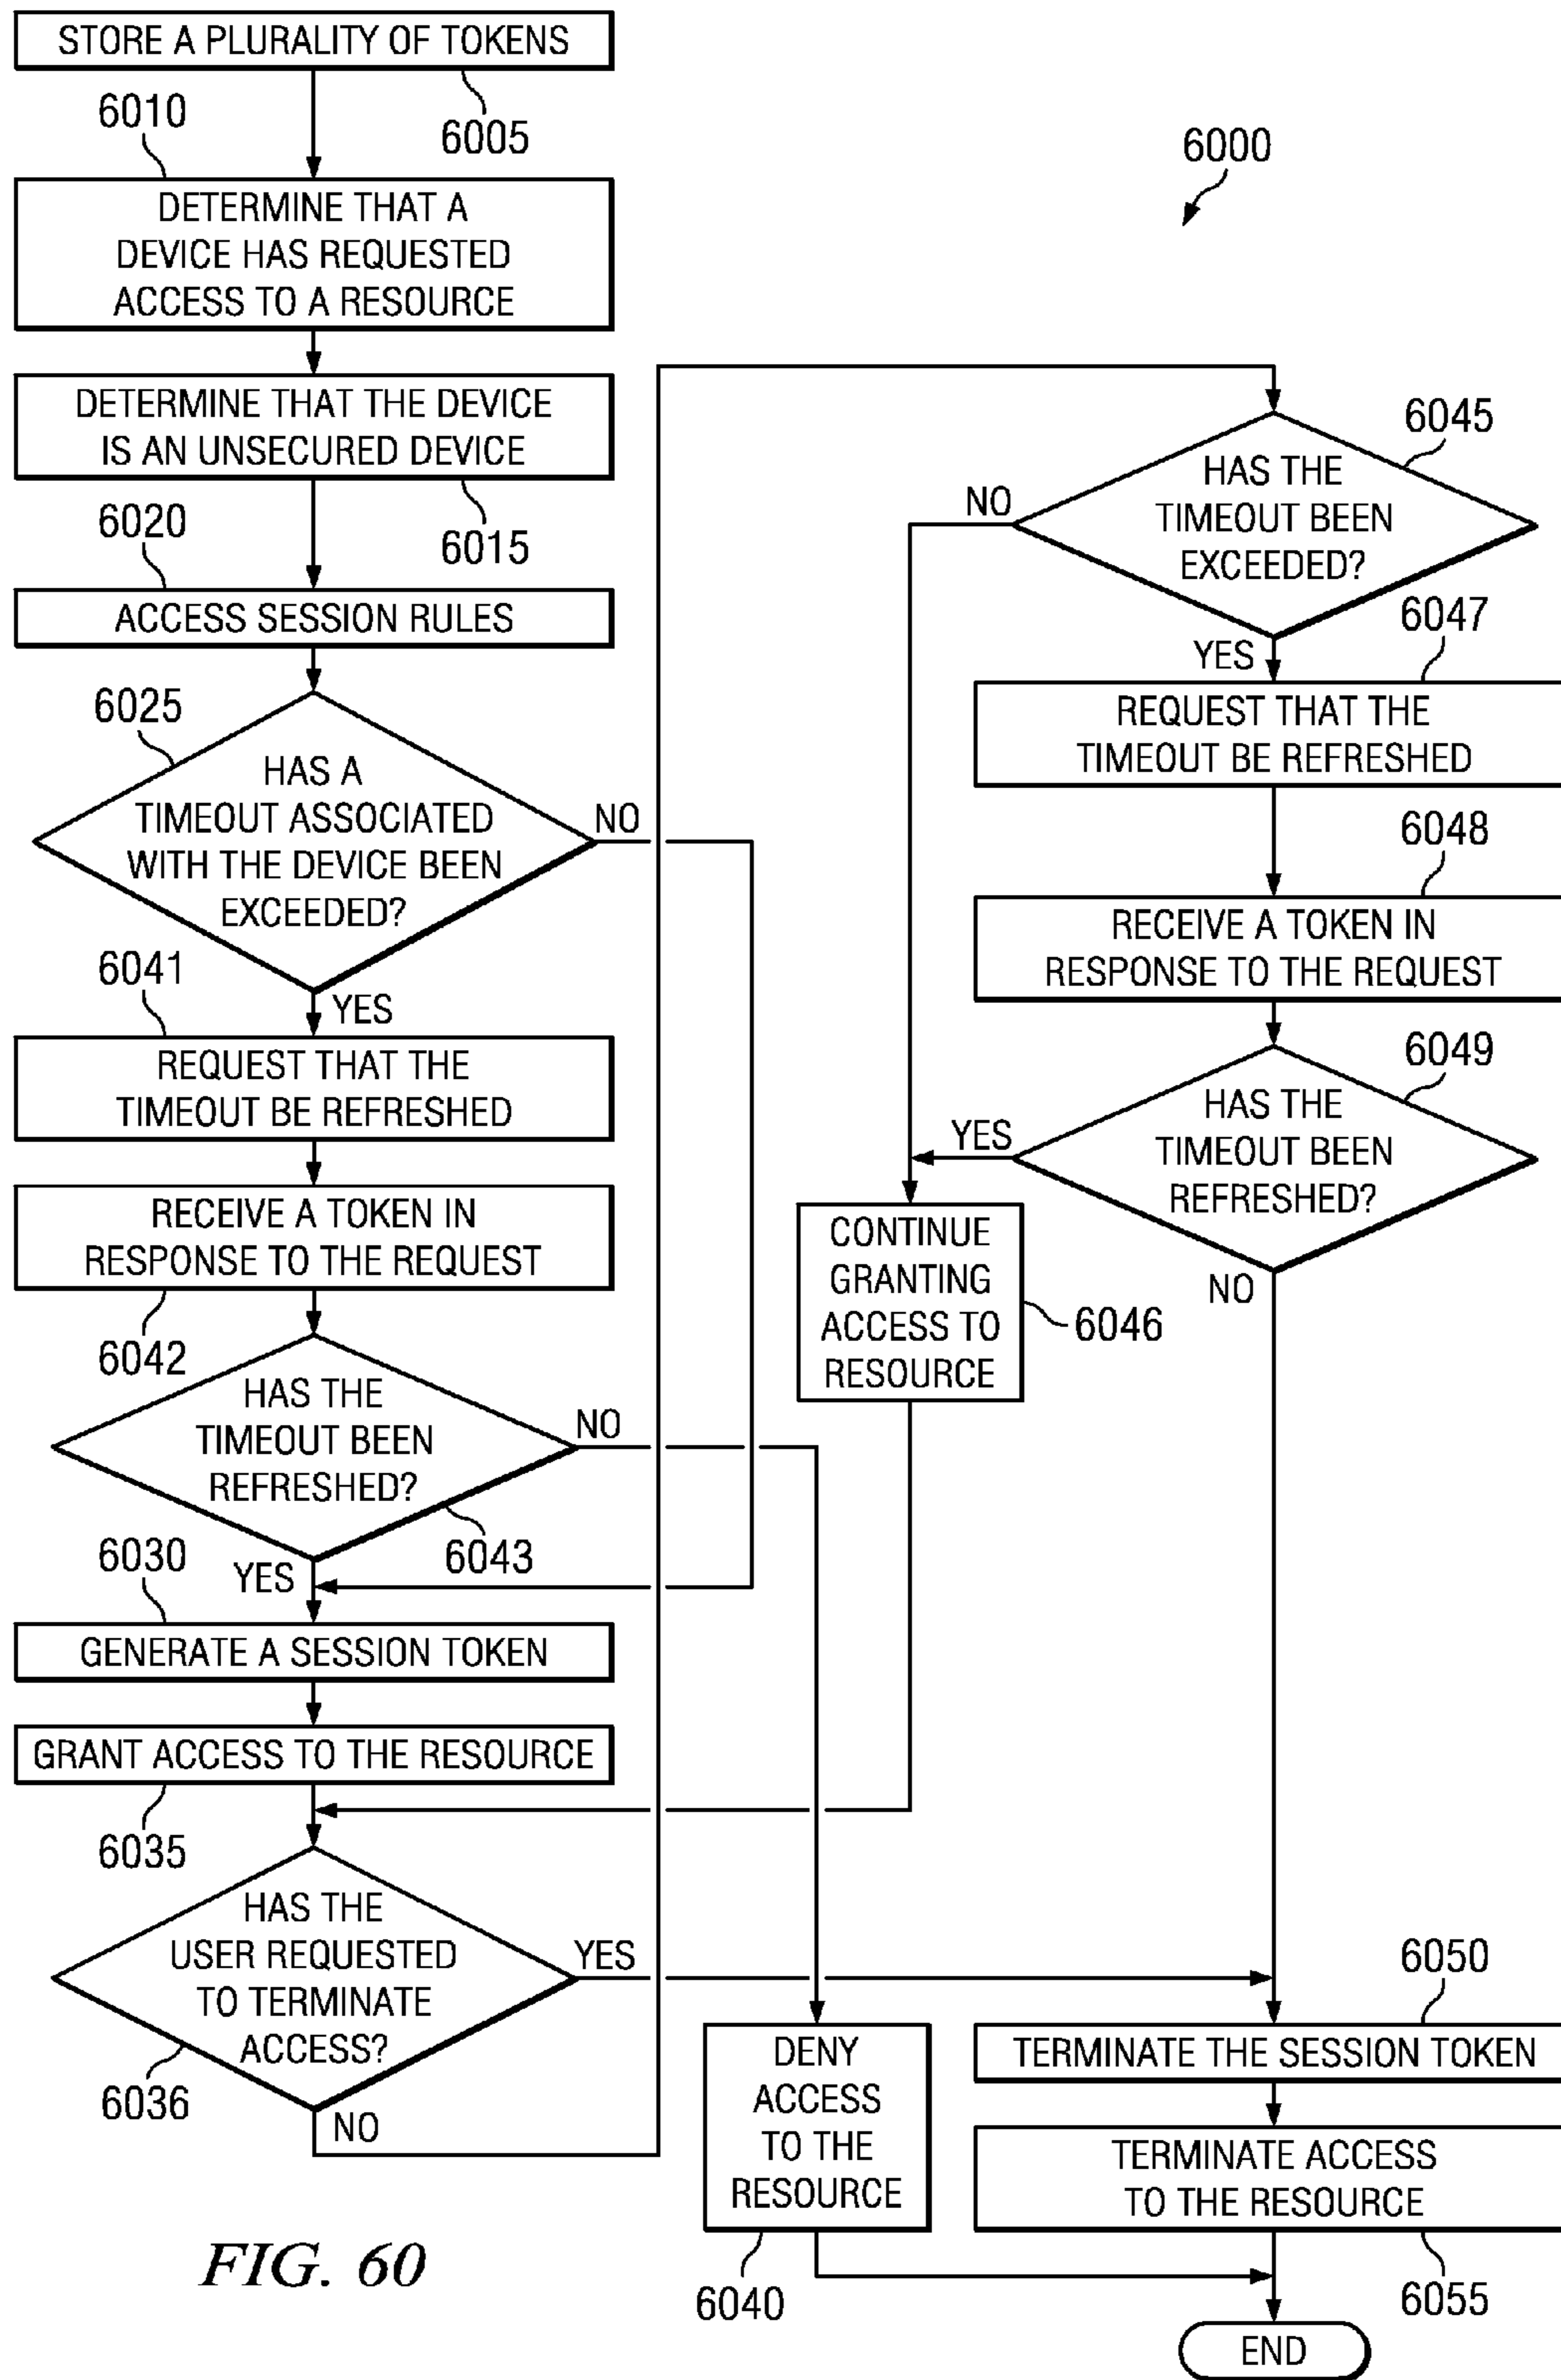 STORE A PLURALITY OF TOKENS
6005
6010
DETERMINE THAT A
DEVICE HAS REQUESTED
ACCESS TO A RESOURCE
DETERMINE THAT THE DEVICE
IS AN UNSECURED DEVICE
6015
6020
ACCESS SESSION RULES
6025
HAS A
TIMEOUT ASSOCIATED
WITH THE DEVICE BEEN
EXCEEDED?
NO
YES
6041
REQUEST THAT THE
TIMEOUT BE REFRESHED
RECEIVE A TOKEN IN
RESPONSE TO THE REQUEST
6042
HAS THE
TIMEOUT BEEN
REFRESHED?
NO
6043
YES
6030
GENERATE A SESSION TOKEN
GRANT ACCESS TO THE RESOURCE
6035
HAS THE
USER REQUESTED
TO TERMINATE
ACCESS?
YES
6036
NO
6000
6045
HAS THE
TIMEOUT BEEN
EXCEEDED?
NO
YES
6047
REQUEST THAT THE
TIMEOUT BE REFRESHED
6048
RECEIVE A TOKEN IN
RESPONSE TO THE REQUEST
6049
HAS THE
TIMEOUT BEEN
REFRESHED?
YES
NO
CONTINUE
GRANTING
ACCESS TO
RESOURCE
6046
DENY
ACCESS
TO THE
RESOURCE
6040
6050
TERMINATE THE SESSION TOKEN
TERMINATE ACCESS
TO THE RESOURCE
6055
END
FIG. 60